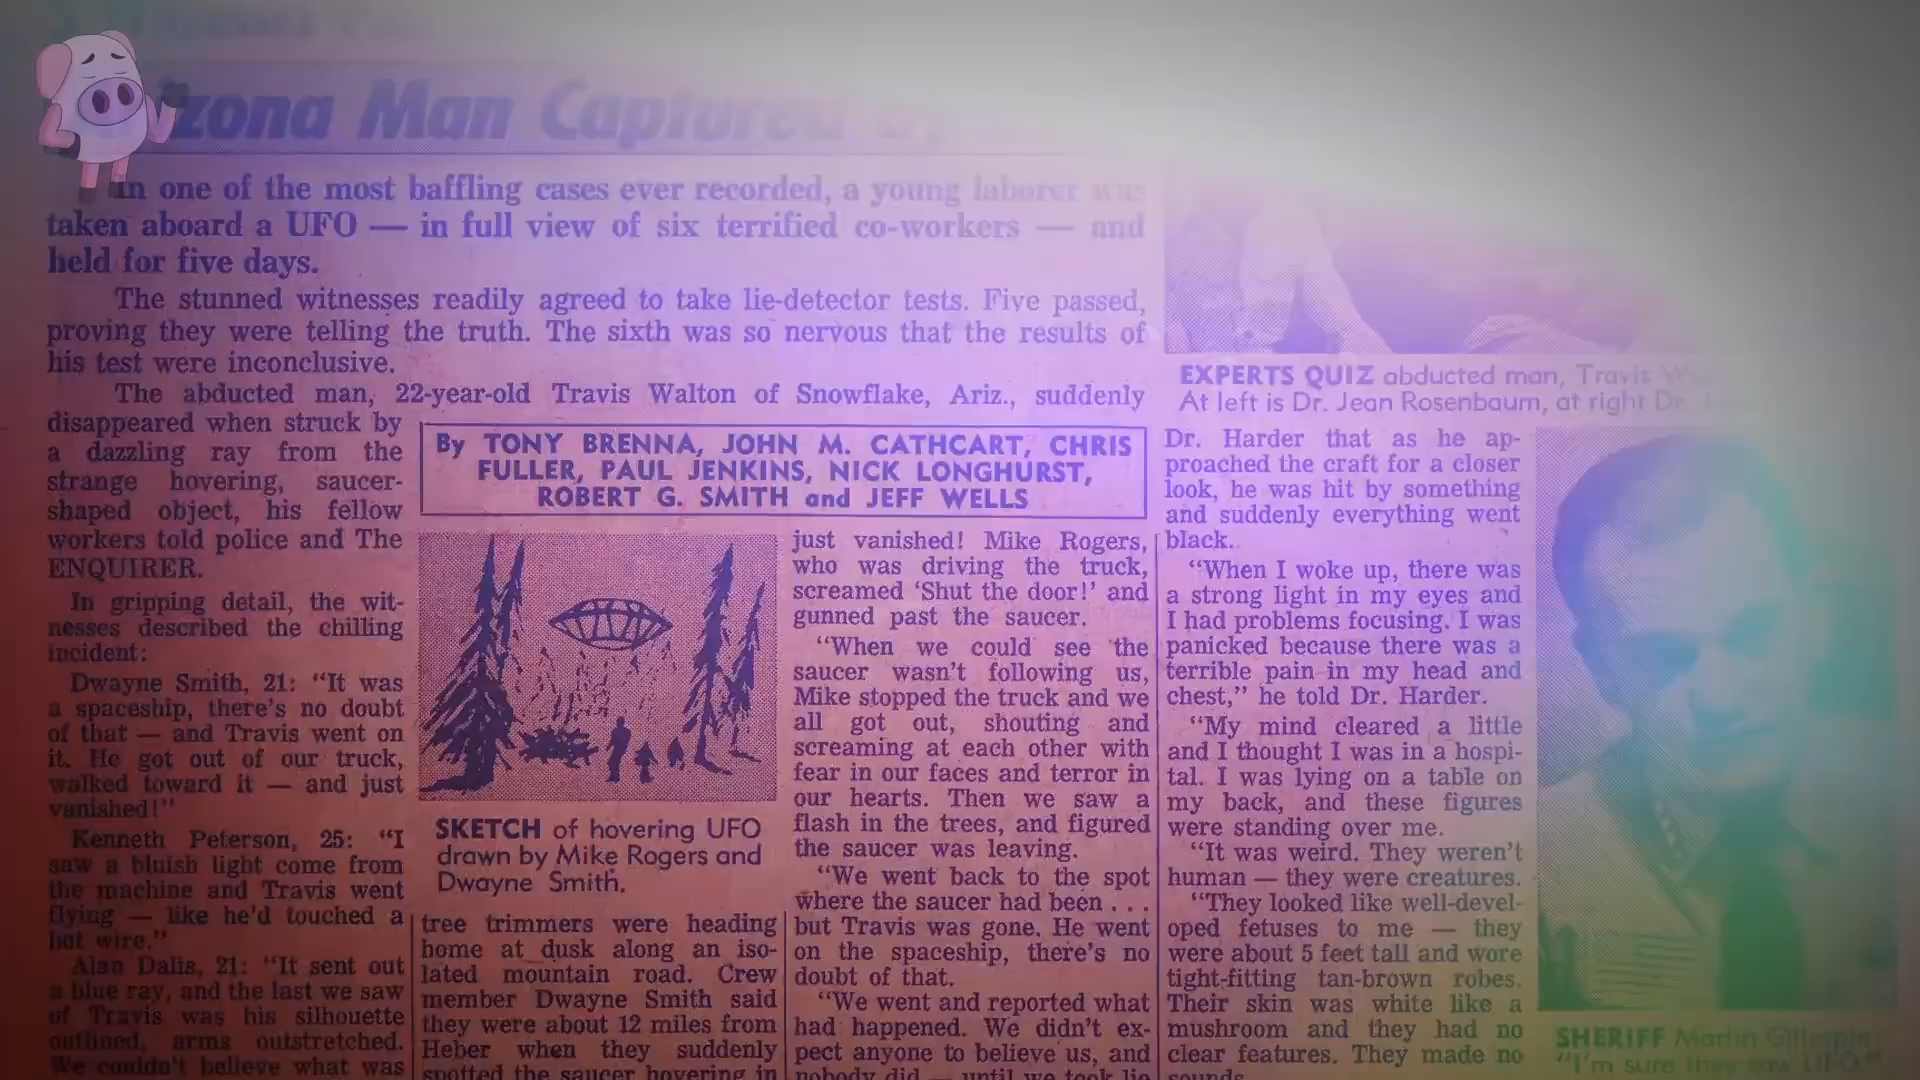 zona Man Captured By
In one of the most baffling cases ever recorded, a young laborer was
taken aboard a UFO — in full view of six terrified co-workers — and
held for five days.
The stunned witnesses readily agreed to take lie-detector tests. Five passed,
proving they were telling the truth. The sixth was so nervous that the results of
his test were inconclusive.
The abducted man, 22-year-old Travis Walton of Snowflake, Ariz., suddenly
disappeared when struck by
a dazzling ray from the
strange hovering, saucer-
shaped object, his fellow
workers told police and The
ENQUIRER.
In gripping detail, the wit-
nesses described the chilling
incident:
Dwayne Smith, 21: “It was
a spaceship, there's no doubt
of that — and Travis went on
it. He got out of our truck,
walked toward it — and just
vanished!”
Kenneth Peterson, 25: “I
saw a bluish light come from
the machine and Travis went
flying — like he'd touched a
hot wire.”
Alan Dalis, 21: “It sent out
a blue ray, and the last we saw
of Travis was his silhouette
outlined, arms outstretched.
We couldn't believe what was
By TONY BRENNA, JOHN M. CATHCART, CHRIS
FULLER, PAUL JENKINS, NICK LONGHURST,
ROBERT G. SMITH and JEFF WELLS
SKETCH of hovering UFO
drawn by Mike Rogers and
Dwayne Smith.
tree trimmers were heading
home at dusk along an iso-
lated mountain road. Crew
member Dwayne Smith said
they were about 12 miles from
Heber when they suddenly
spotted the saucer hovering in
just vanished! Mike Rogers,
who was driving the truck,
screamed ‘Shut the door!’ and
gunned past the saucer.
“When we could see the
saucer wasn't following us,
Mike stopped the truck and we
all got out, shouting and
screaming at each other with
fear in our faces and terror in
our hearts. Then we saw a
flash in the trees, and figured
the saucer was leaving.
“We went back to the spot
where the saucer had been . . .
but Travis was gone. He went
on the spaceship, there's no
doubt of that.
“We went and reported what
had happened. We didn't ex-
pect anyone to believe us, and
nobody did — until we took lie
EXPERTS QUIZ abducted man, Travis
At left is Dr. Jean Rosenbaum, at right Dr.
Dr. Harder that as he ap-
proached the craft for a closer
look, he was hit by something
and suddenly everything went
black.
“When I woke up, there was
a strong light in my eyes and
I had problems focusing. I was
panicked because there was a
terrible pain in my head and
chest,” he told Dr. Harder.
“My mind cleared a little
and I thought I was in a hospi-
tal. I was lying on a table on
my back, and these figures
were standing over me.
“It was weird. They weren't
human — they were creatures.
“They looked like well-devel-
oped fetuses to me — they
were about 5 feet tall and wore
tight-fitting tan-brown robes.
Their skin was white like a
mushroom and they had no
clear features. They made no
sounds
SHERIFF Marlin Gillespie:
“I'm sure they saw UFO.”